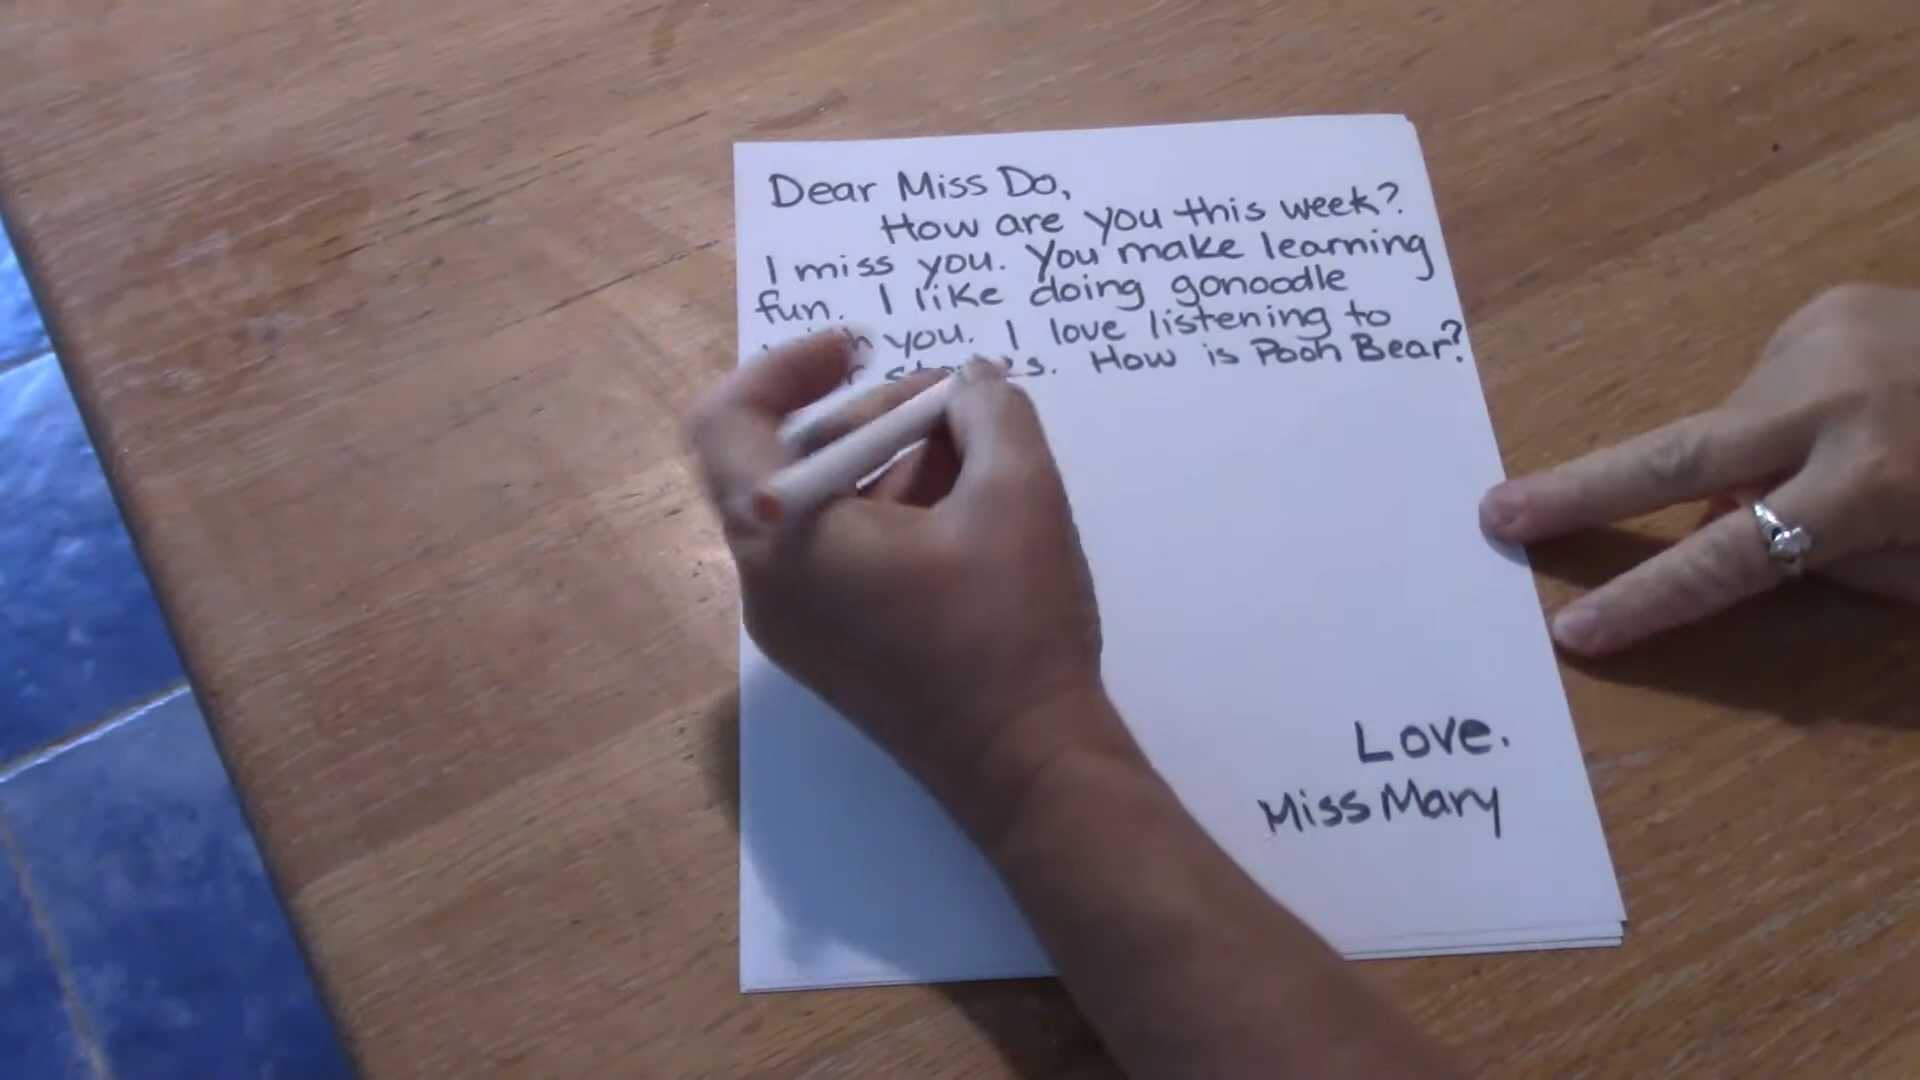 Dear Miss Do,
How are you this week?
I miss you. You make learning
fun. I like doing gonoodle
you. I love listening to
How is Pooh Bear?
Love.
Miss Mary